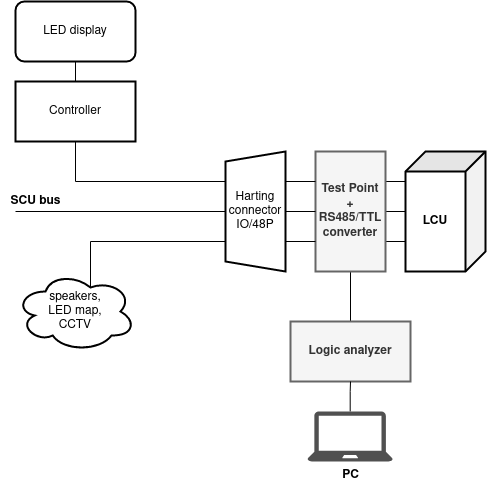 LED display
Controller
SCU bus
Harting
connector
IO/48P
Test Point
+
RS485/TTL
converter
LCU
speakers,
LED map,
CCTV
Logic analyzer
PC